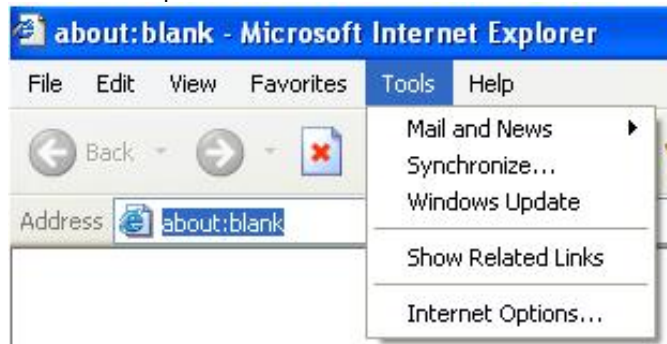 about:blank - Microsoft Internet Explorer
File Edit View Favorites Tools Help
Mail and News
Back
Synchronize...
Windows Update
Address about:blank
Show Related Links
Internet Options...